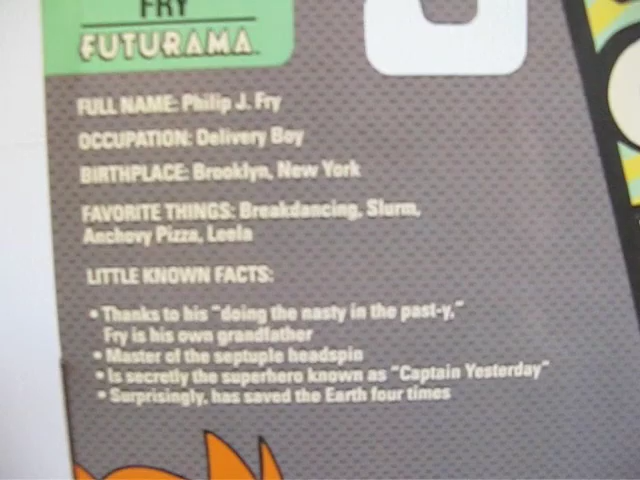 FRY
FUTURAMA
FULL NAME: Philip J. Fry
OCCUPATION: Delivery Boy
BIRTHPLACE: Brooklyn, New York
FAVORITE THINGS: Breakdancing, Slurm,
Anchovy Pizza, Leela
LITTLE KNOWN FACTS:
• Thanks to his "doing the nasty in the past-y,"
Fry is his own grandfather
• Master of the septuple headspin
• Is secretly the superhero known as "Captain Yesterday"
• Surprisingly, has saved the Earth four times